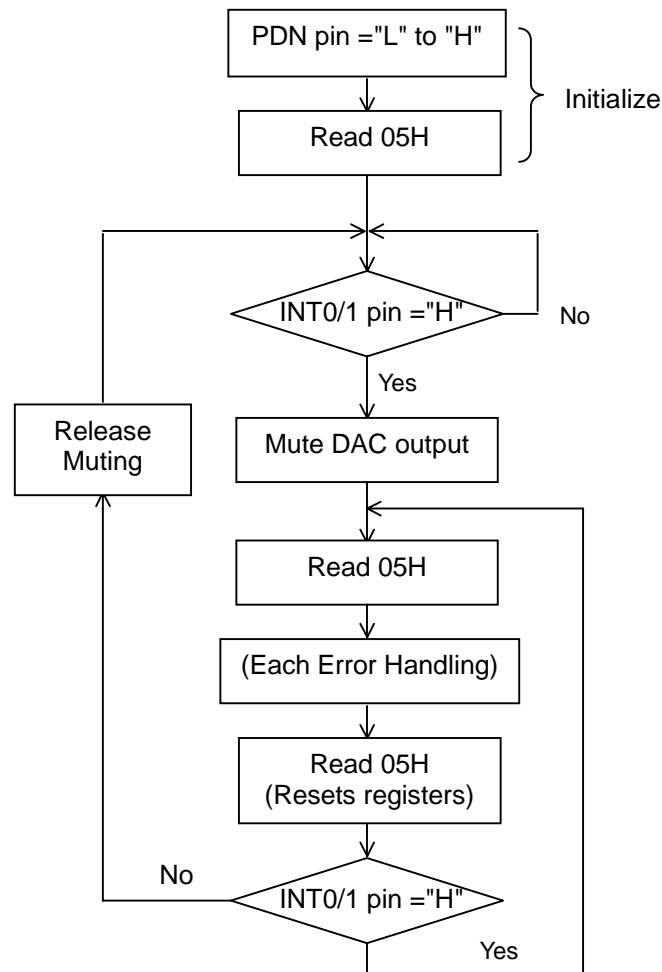 PDN pin ="L" to "H"
Initialize
Read 05H
INT0/1 pin ="H"
No
Yes
Release
Muting
Mute DAC output
Read 05H
(Each Error Handling)
Read 05H
(Resets registers)
No
INT0/1 pin ="H"
Yes